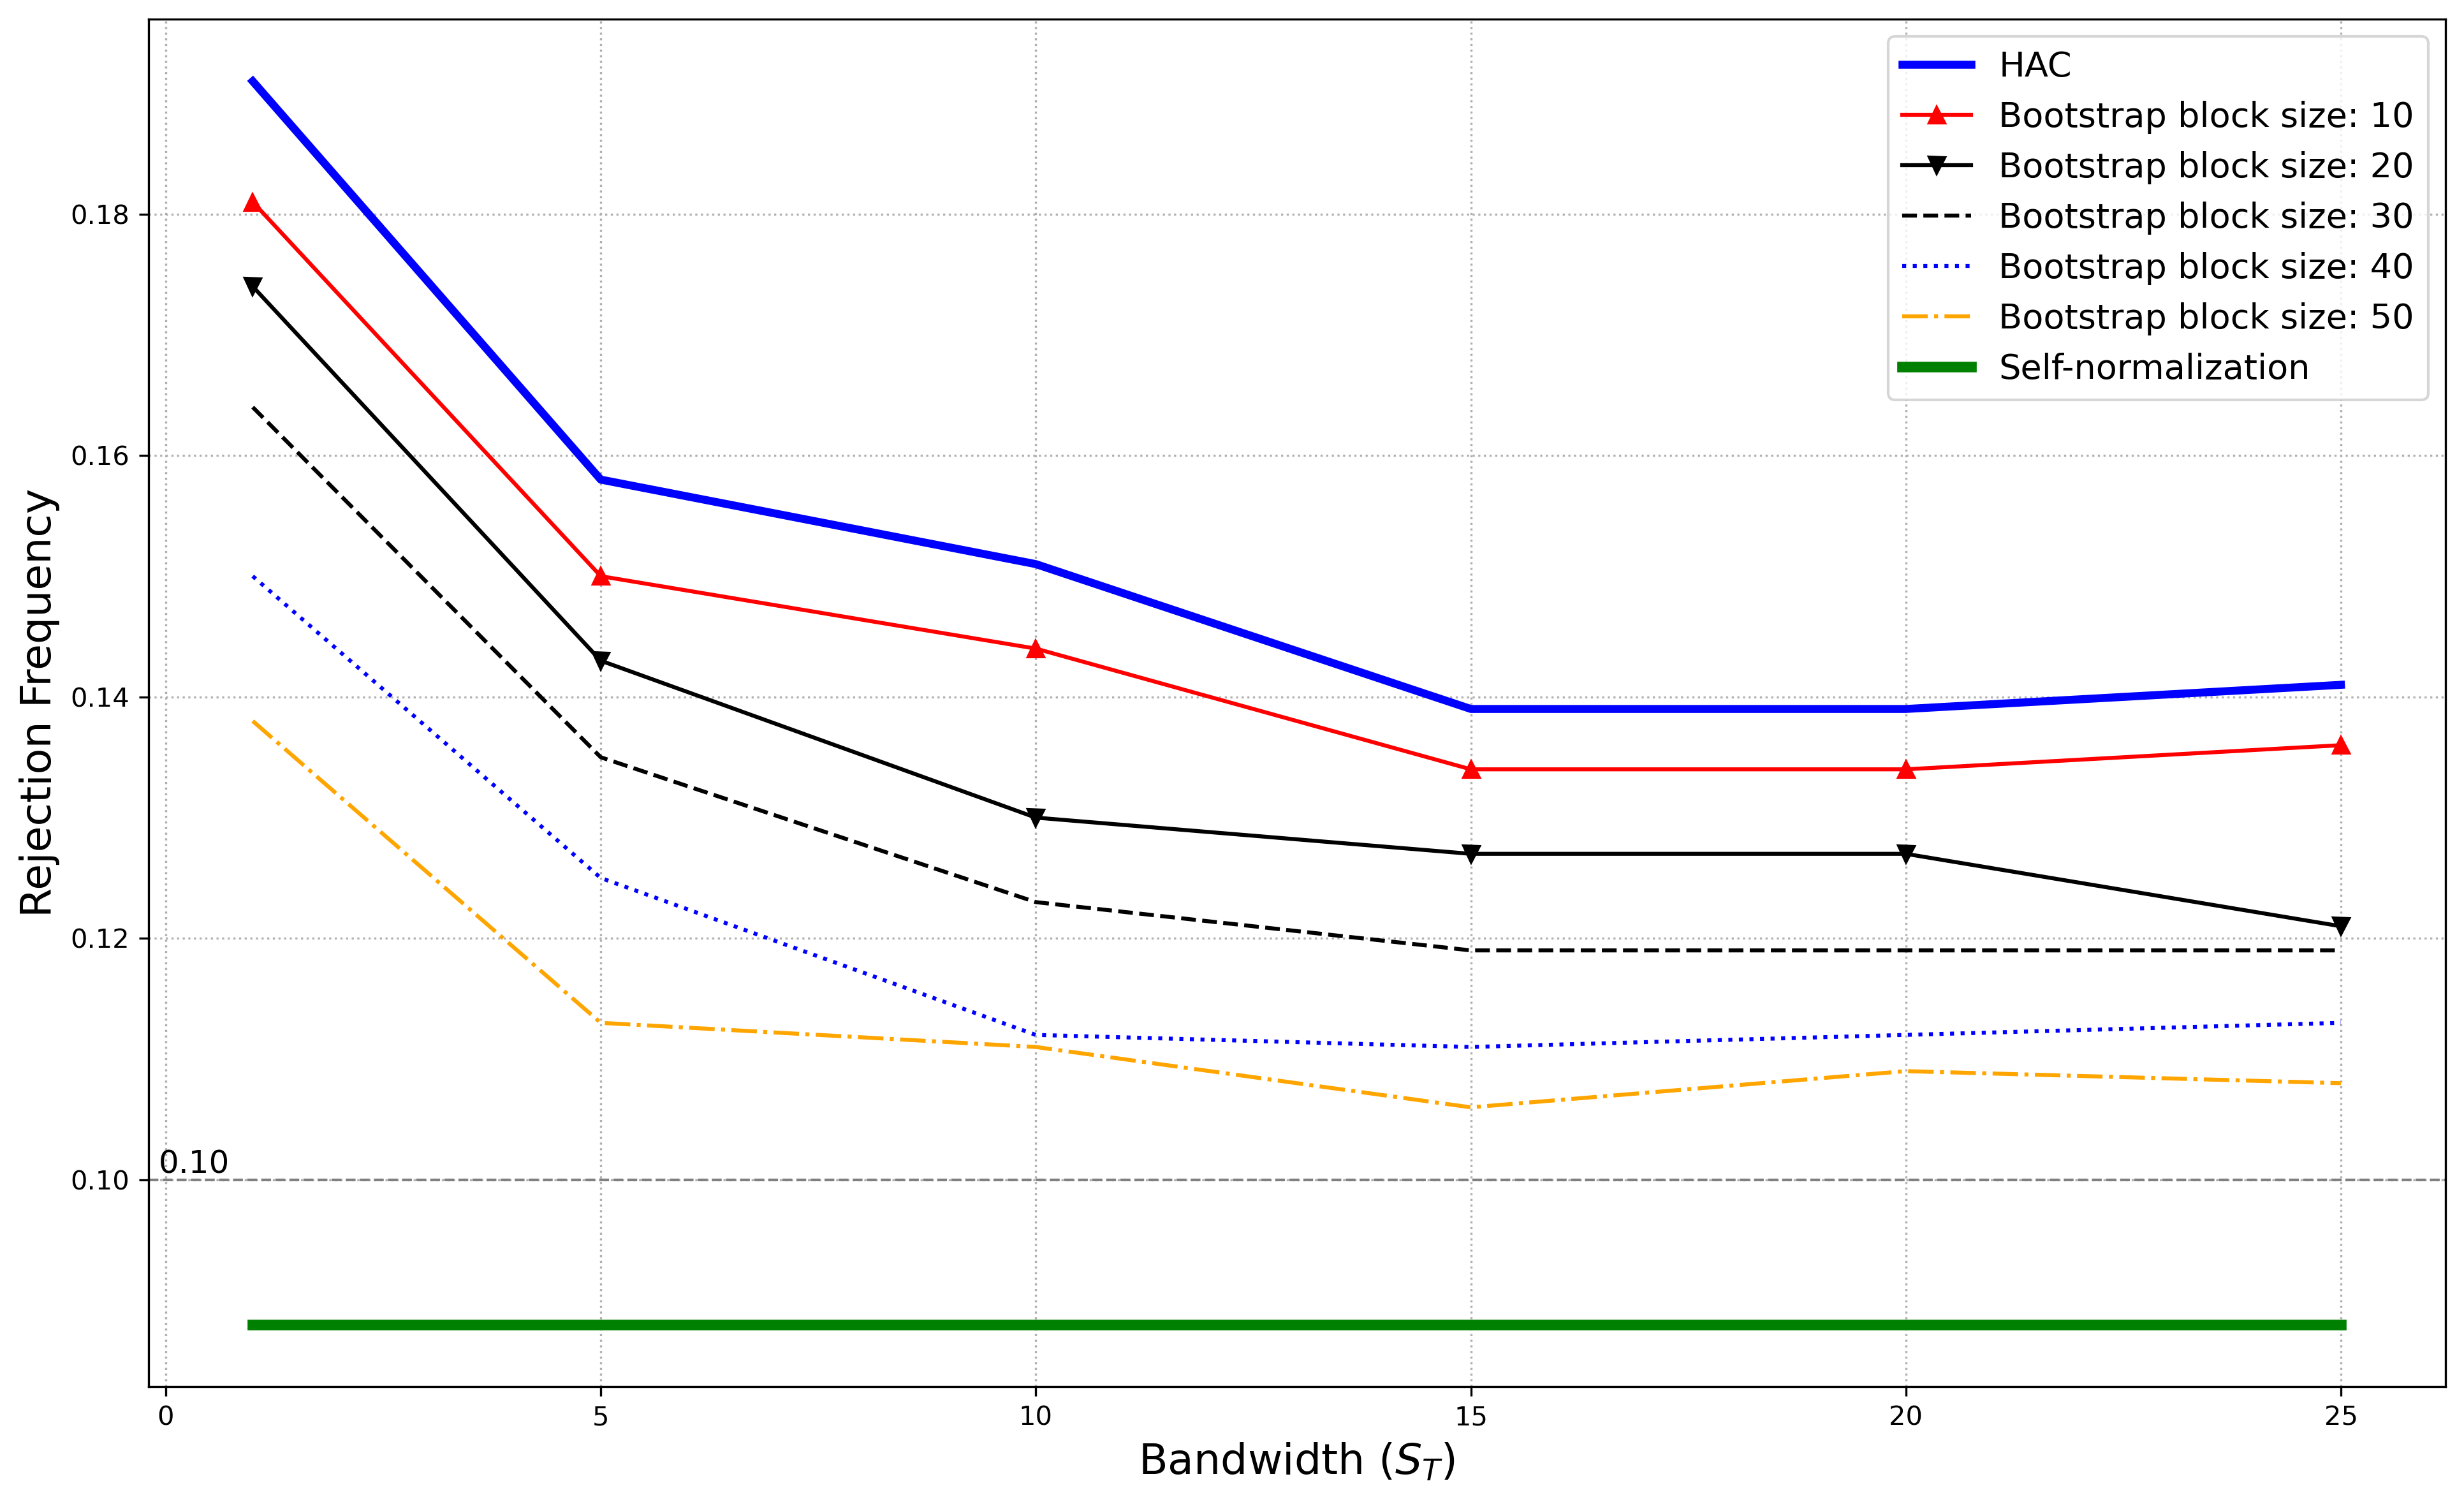 HAC
Bootstrap block size: 10
Bootstrap block size: 20
Bootstrap block size: 30
Bootstrap block size: 40
Bootstrap block size: 50
Self-normalization
Rejection Frequency
0.18
0.16
0.14
0.12
0.10
0.10
0 5 10 15 20 25
Bandwidth (S_T)